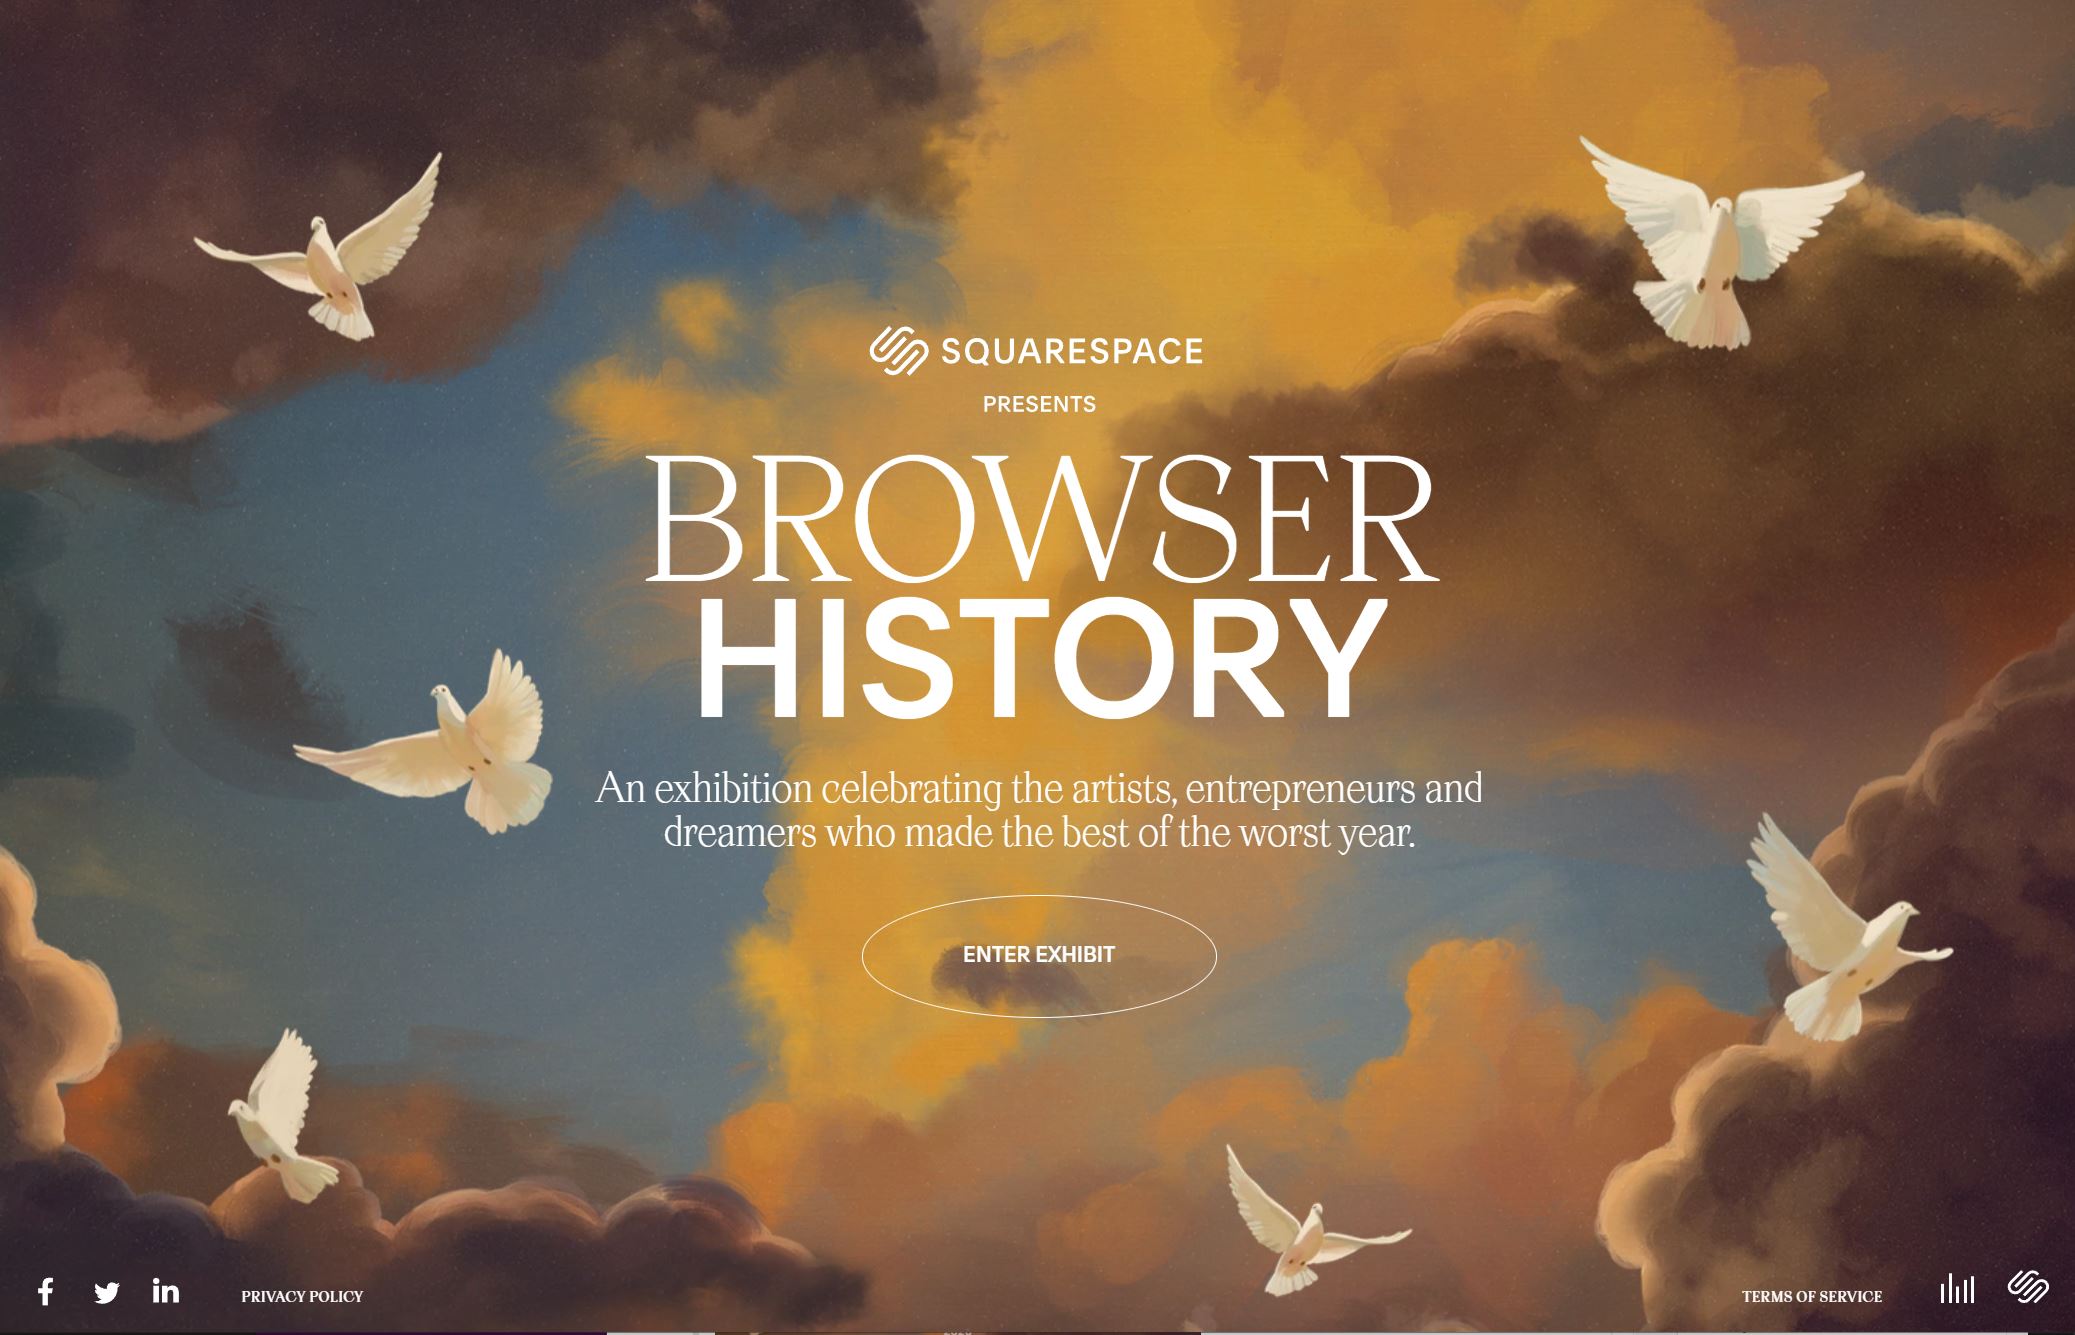 SQUARESPACE
PRESENTS
BROWSER
HISTORY
An exhibition celebrating the artists, entrepreneurs and
dreamers who made the best of the worst year.
ENTER EXHIBIT
PRIVACY POLICY
TERMS OF SERVICE